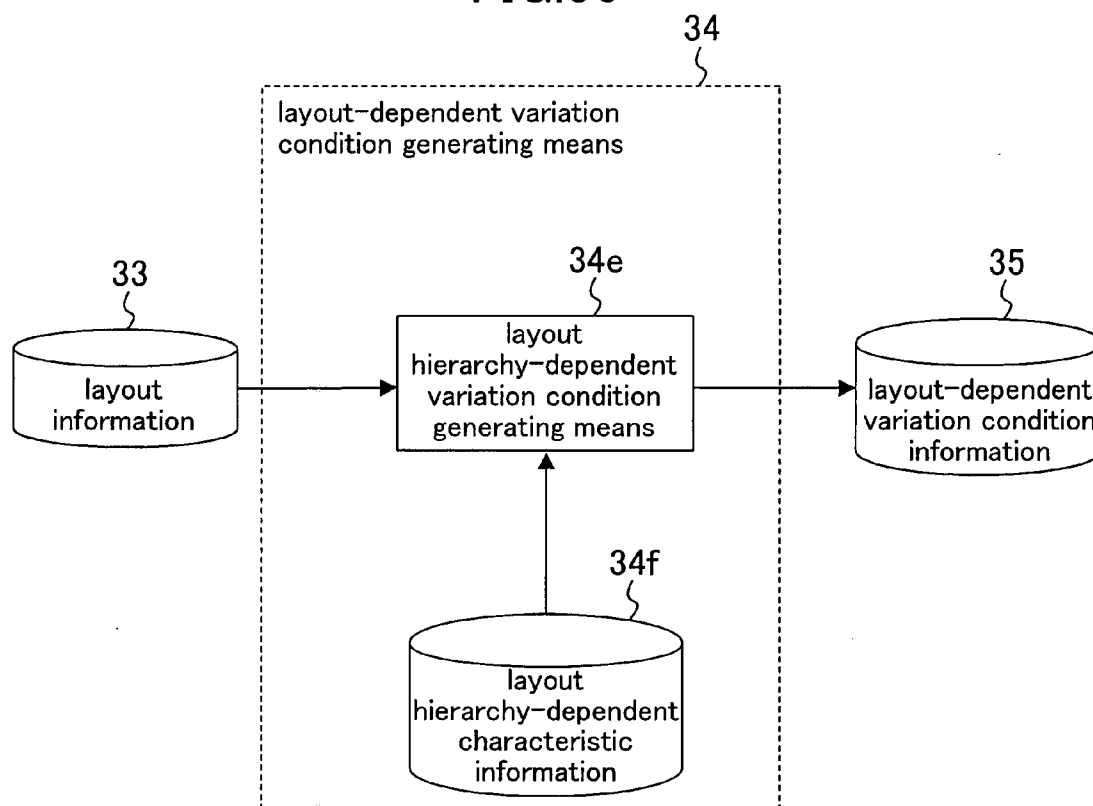 34
layout-dependent variation
condition generating means
33
34e
35
layout
information
layout
hierarchy-dependent
variation condition
generating means
layout-dependent
variation condition
information
34f
layout
hierarchy-dependent
characteristic
information